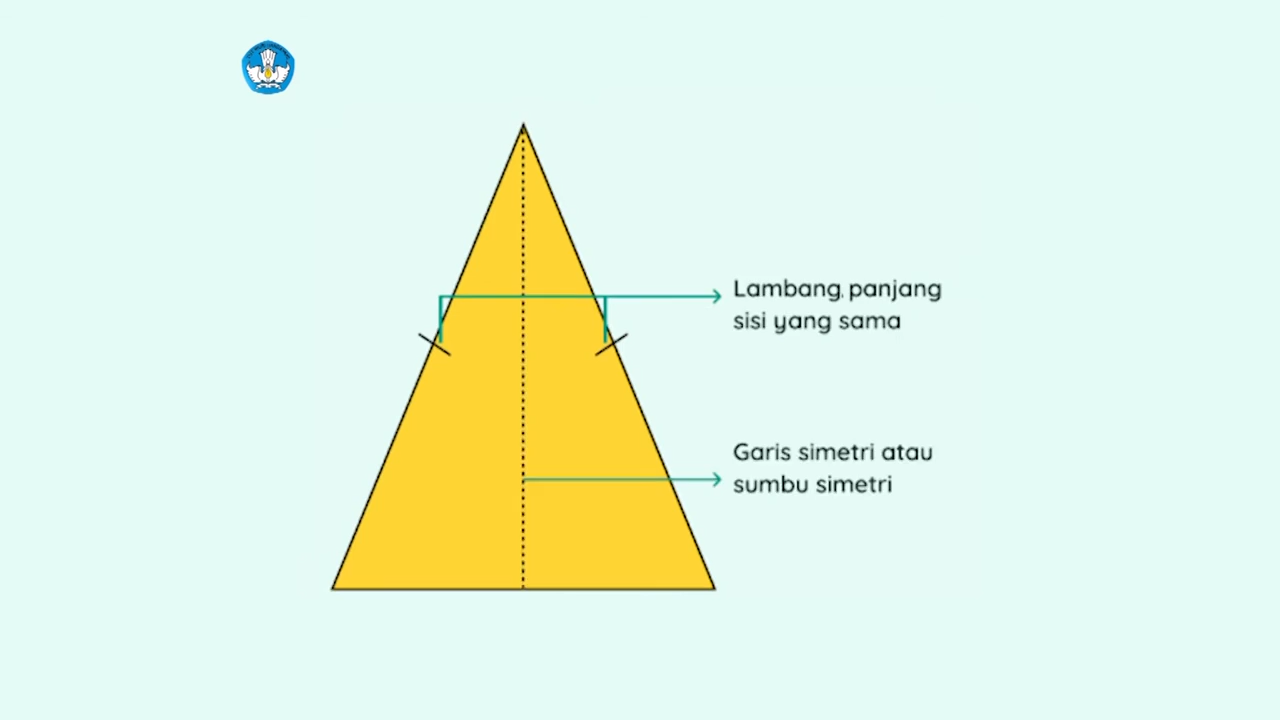 Lambang, panjang
sisi yang sama
Garis simetri atau
sumbu simetri